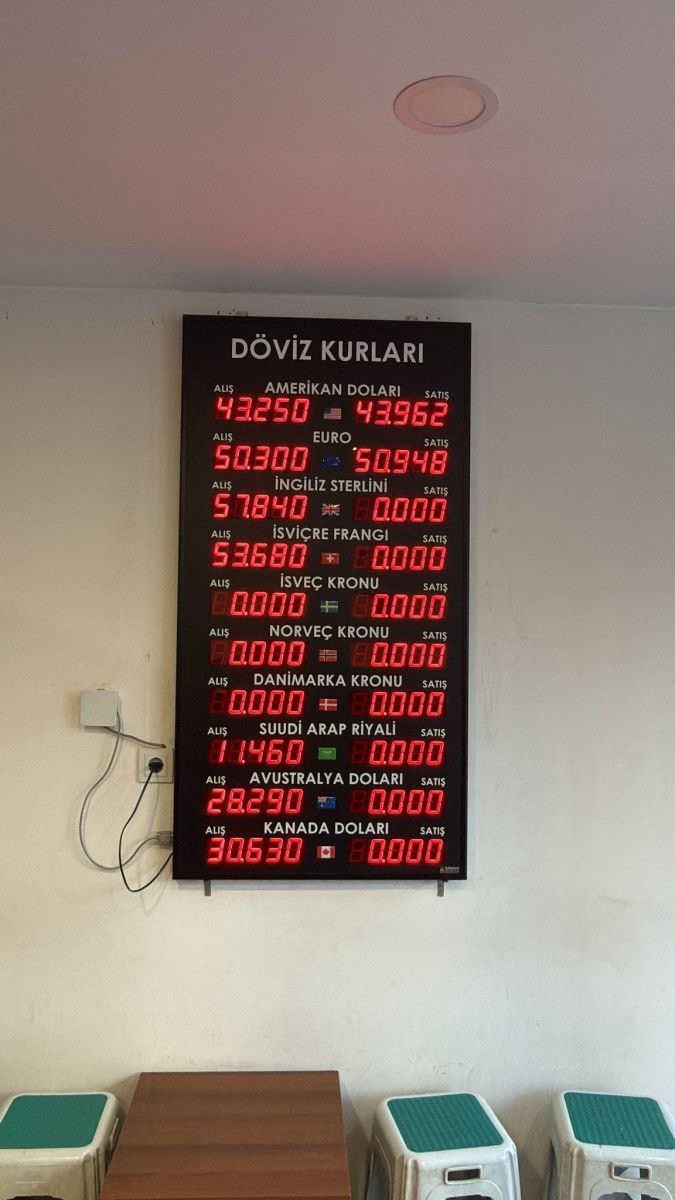 DÖVİZ KURLARI
ALIŞ AMERİKAN DOLARI SATIŞ
43.250 43.962
ALIŞ EURO SATIŞ
50.300 50.948
ALIŞ İNGİLİZ STERLİNİ SATIŞ
57.840 0.000
ALIŞ İSVİÇRE FRANGI SATIŞ
53.680 0.000
ALIŞ İSVEÇ KRONU SATIŞ
0.000 0.000
ALIŞ NORVEÇ KRONU SATIŞ
0.000 0.000
ALIŞ DANİMARKA KRONU SATIŞ
0.000 0.000
ALIŞ SUUDİ ARAP RİYALİ SATIŞ
11.460 0.000
ALIŞ AVUSTRALYA DOLARI SATIŞ
28.290 0.000
ALIŞ KANADA DOLARI SATIŞ
30.630 0.000